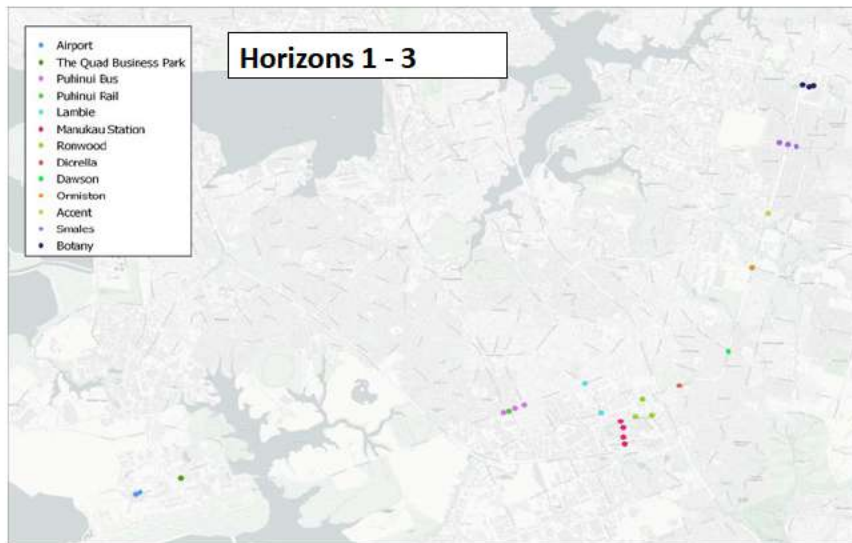 Horizons 1 - 3
Airport
The Quad Business Park
Puhinui Bus
Puhinui Rail
Lambie
Manukau Station
Ronwood
Diorella
Dawson
Ormiston
Accent
Smales
Botany